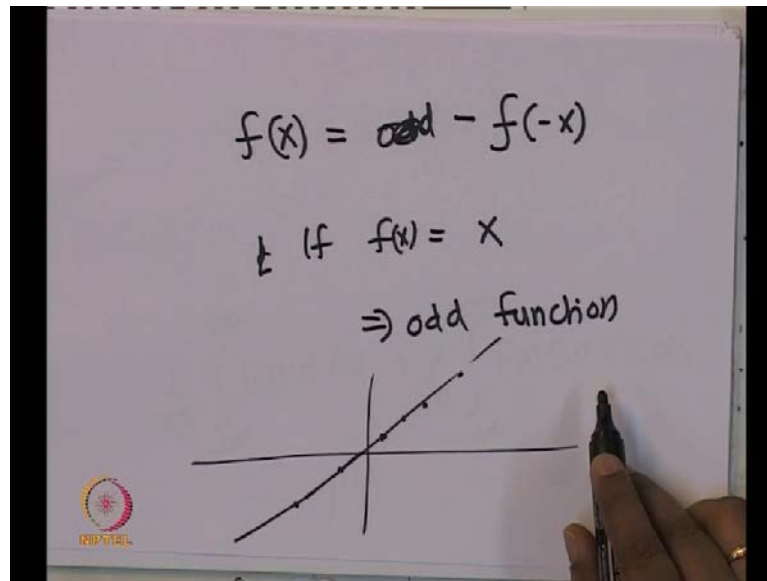 f(x) = odd - f(-x)
If f(x) = x
⇒ odd function
NPTEL